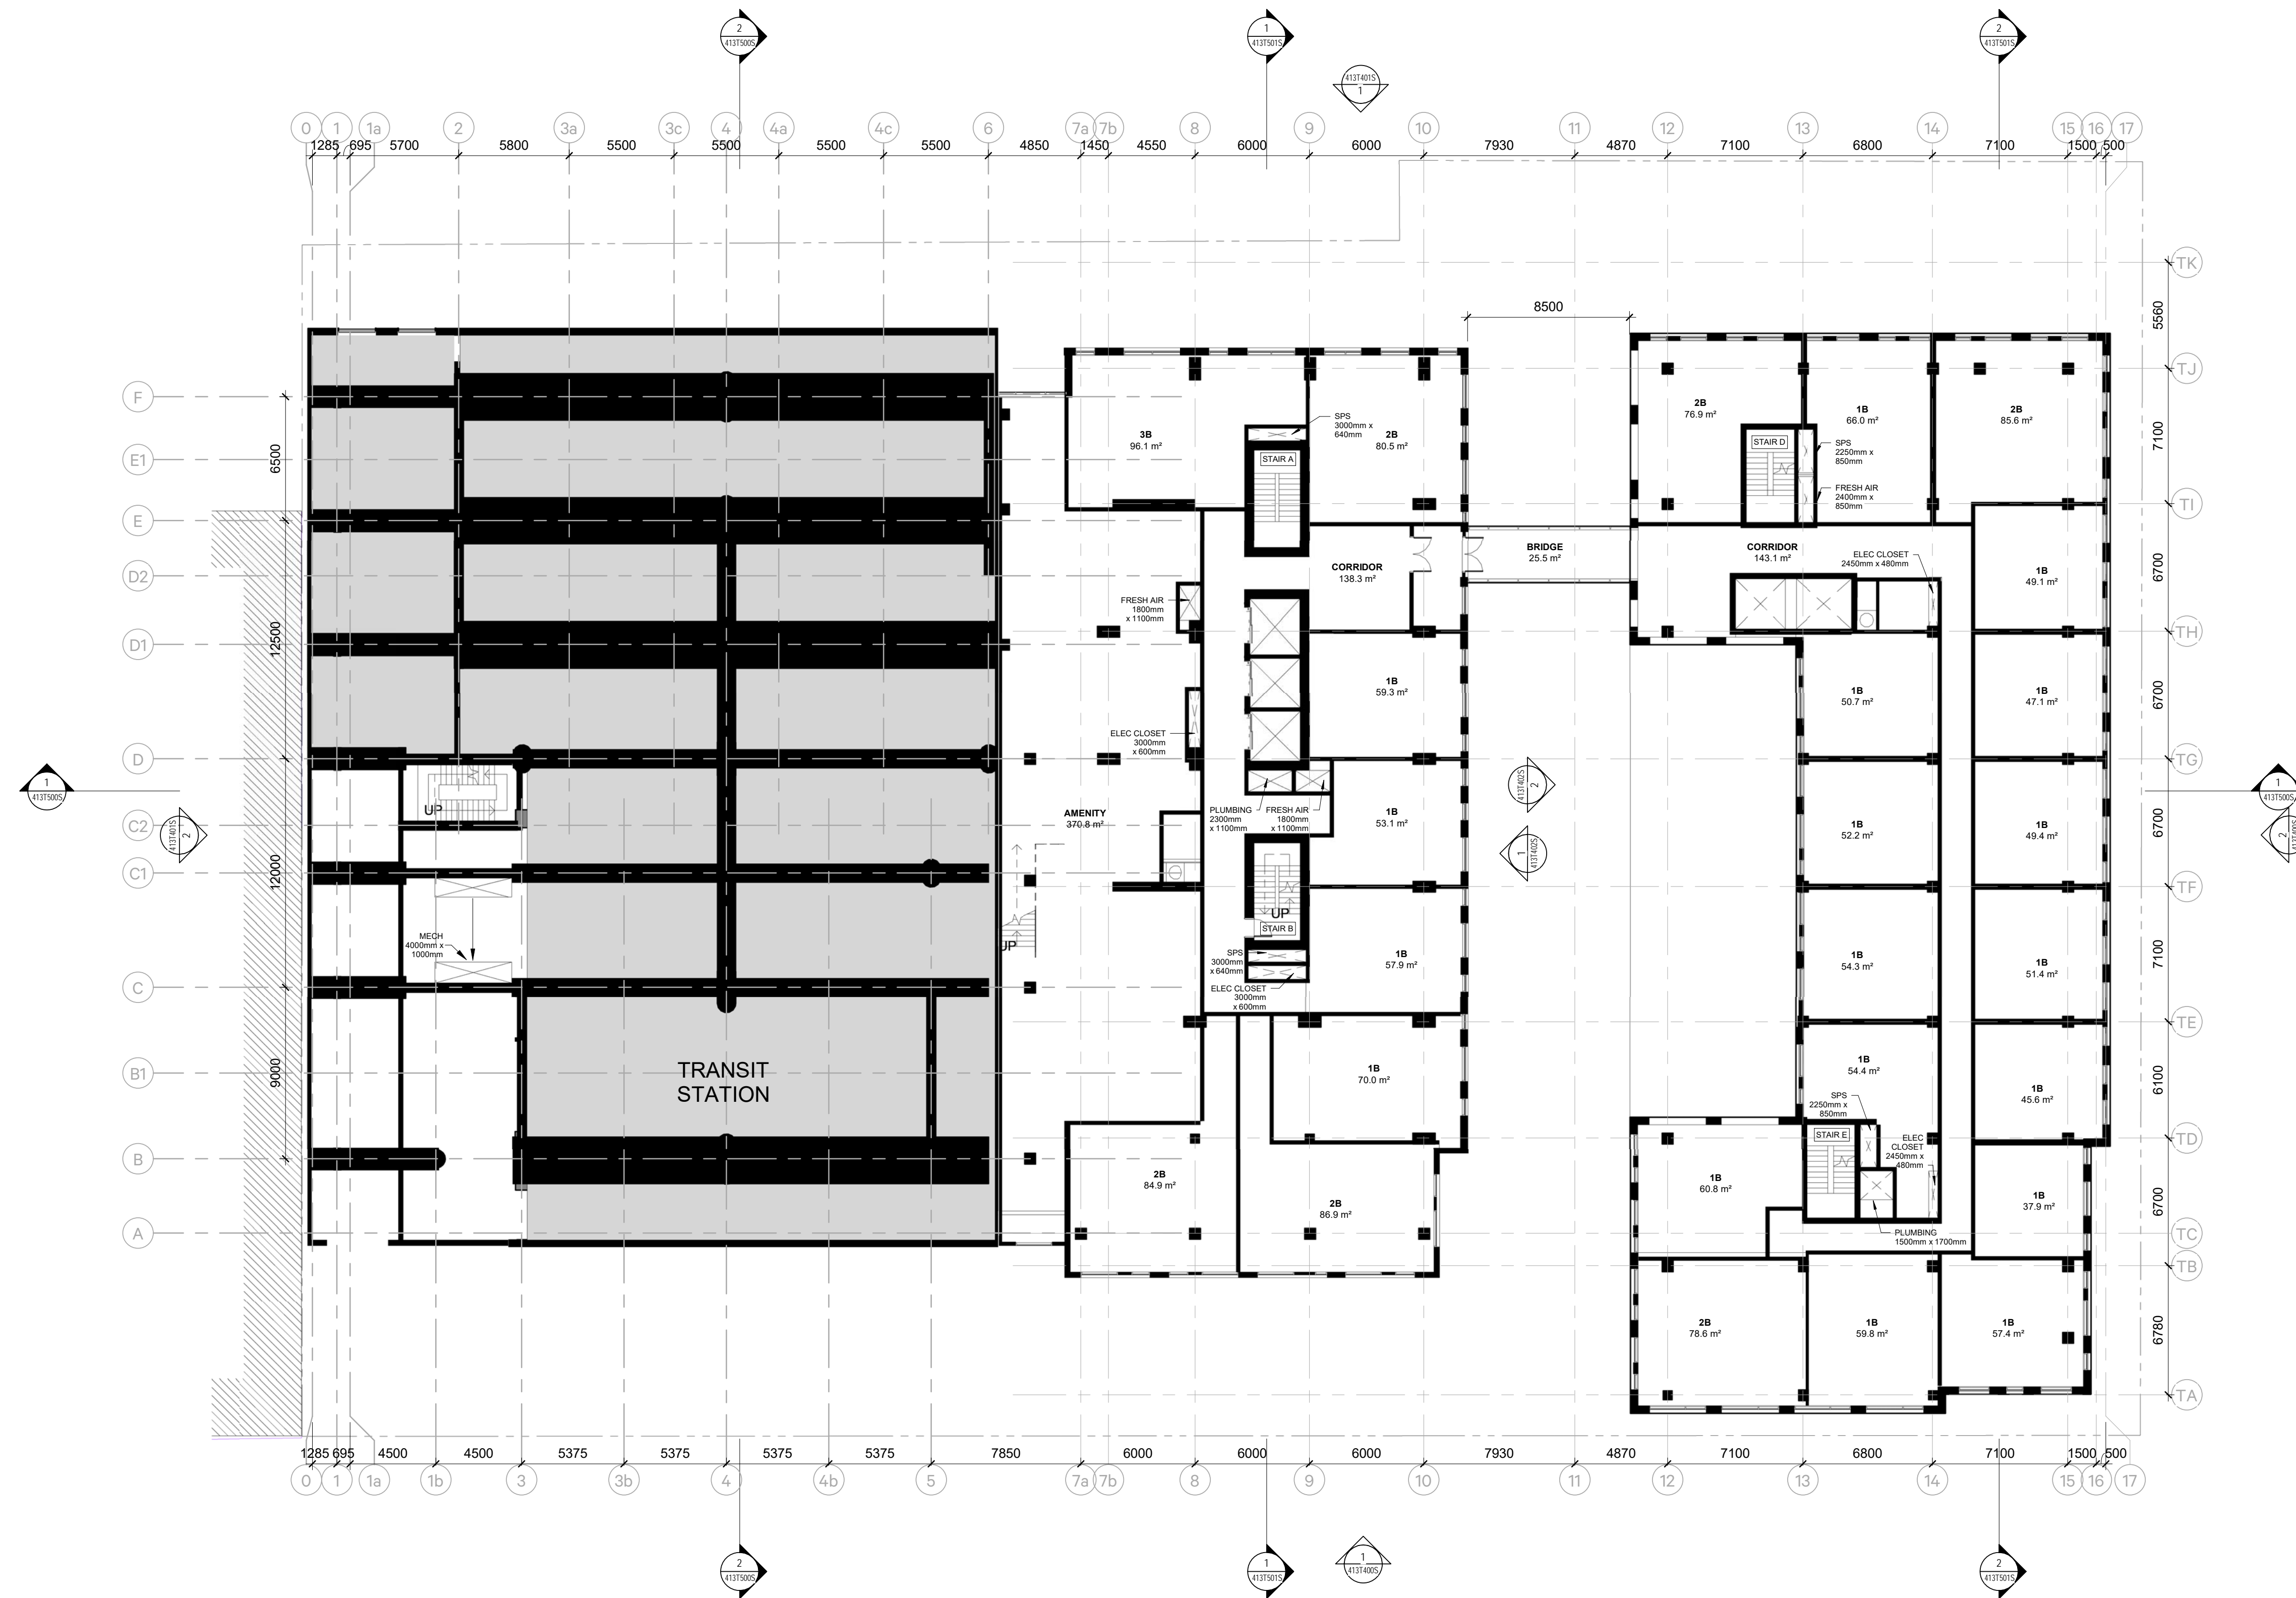 2
413T500S
1
413T501S
2
413T501S
413T401S
1
0
1
1a
2
3a
3c
4
4a
4c
6
7a
7b
8
9
10
11
12
13
14
15
16
17
1285
695
5700
5800
5500
5500
5500
5500
5500
4850
1450
4550
6000
6000
7930
4870
7100
6800
7100
1500
500
TK
5560
8500
TJ
F
E1
E
D2
D1
D
C2
C1
C
B1
B
A
6500
12500
12000
9000
7100
TI
6700
TH
6700
TG
6700
TF
7100
TE
6100
TD
6700
TC
TB
6780
TA
3B
96.1 m²
SPS
3000mm x
640mm
2B
80.5 m²
STAIR A
2B
76.9 m²
1B
66.0 m²
2B
85.6 m²
STAIR D
SPS
2250mm x
850mm
FRESH AIR
2400mm x
850mm
CORRIDOR
138.3 m²
BRIDGE
25.5 m²
CORRIDOR
143.1 m²
ELEC CLOSET
2450mm x 480mm
1B
49.1 m²
FRESH AIR
1800mm
x 1100mm
1B
59.3 m²
1B
50.7 m²
1B
47.1 m²
ELEC CLOSET
3000mm
x 600mm
1
413T500S
2
413T401S
UP
AMENITY
370.8 m²
PLUMBING
2300mm
x 1100mm
FRESH AIR
1800mm
x 1100mm
1B
53.1 m²
2
413T402S
1
413T402S
1B
52.2 m²
1B
49.4 m²
1
413T500S
2
UP
STAIR B
MECH
4000mm x
1000mm
UP
SPS
3000mm
x 640mm
ELEC CLOSET
3000mm
x 600mm
1B
57.9 m²
1B
54.3 m²
1B
51.4 m²
TRANSIT
STATION
1B
70.0 m²
1B
54.4 m²
SPS
2250mm x
850mm
1B
45.6 m²
STAIR E
ELEC
CLOSET
2450mm x
480mm
2B
84.9 m²
2B
86.9 m²
1B
60.8 m²
1B
37.9 m²
PLUMBING
1500mm x 1700mm
2B
78.6 m²
1B
59.8 m²
1B
57.4 m²
1285
695
4500
4500
5375
5375
5375
5375
7850
6000
6000
6000
7930
4870
7100
6800
7100
1500
500
0
1
1a
1b
3
3b
4
4b
5
7a
7b
8
9
10
11
12
13
14
15
16
17
2
413T500S
1
413T501S
1
413T400S
2
413T501S